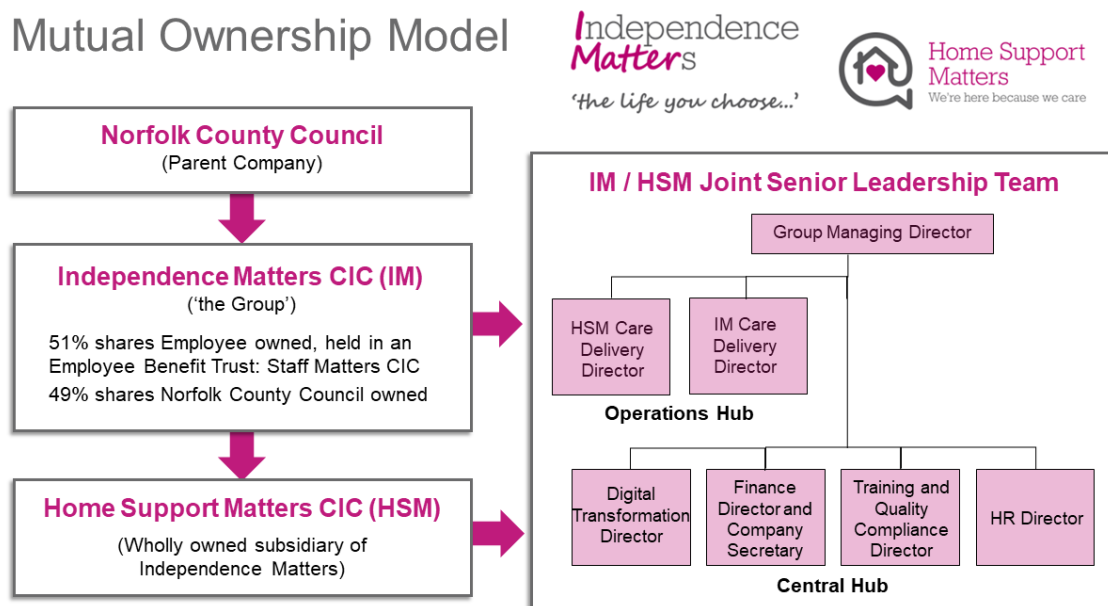 Mutual Ownership Model
Independence
Matters
‘the life you choose...’
Home Support
Matters
We're here because we care
Norfolk County Council
(Parent Company)
Independence Matters CIC (IM)
(‘the Group’)
51% shares Employee owned, held in an
Employee Benefit Trust: Staff Matters CIC
49% shares Norfolk County Council owned
Home Support Matters CIC (HSM)
(Wholly owned subsidiary of
Independence Matters)
IM / HSM Joint Senior Leadership Team
Group Managing Director
HSM Care
Delivery
Director
IM Care
Delivery
Director
Operations Hub
Digital
Transformation
Director
Finance
Director and
Company
Secretary
Training and
Quality
Compliance
Director
HR Director
Central Hub